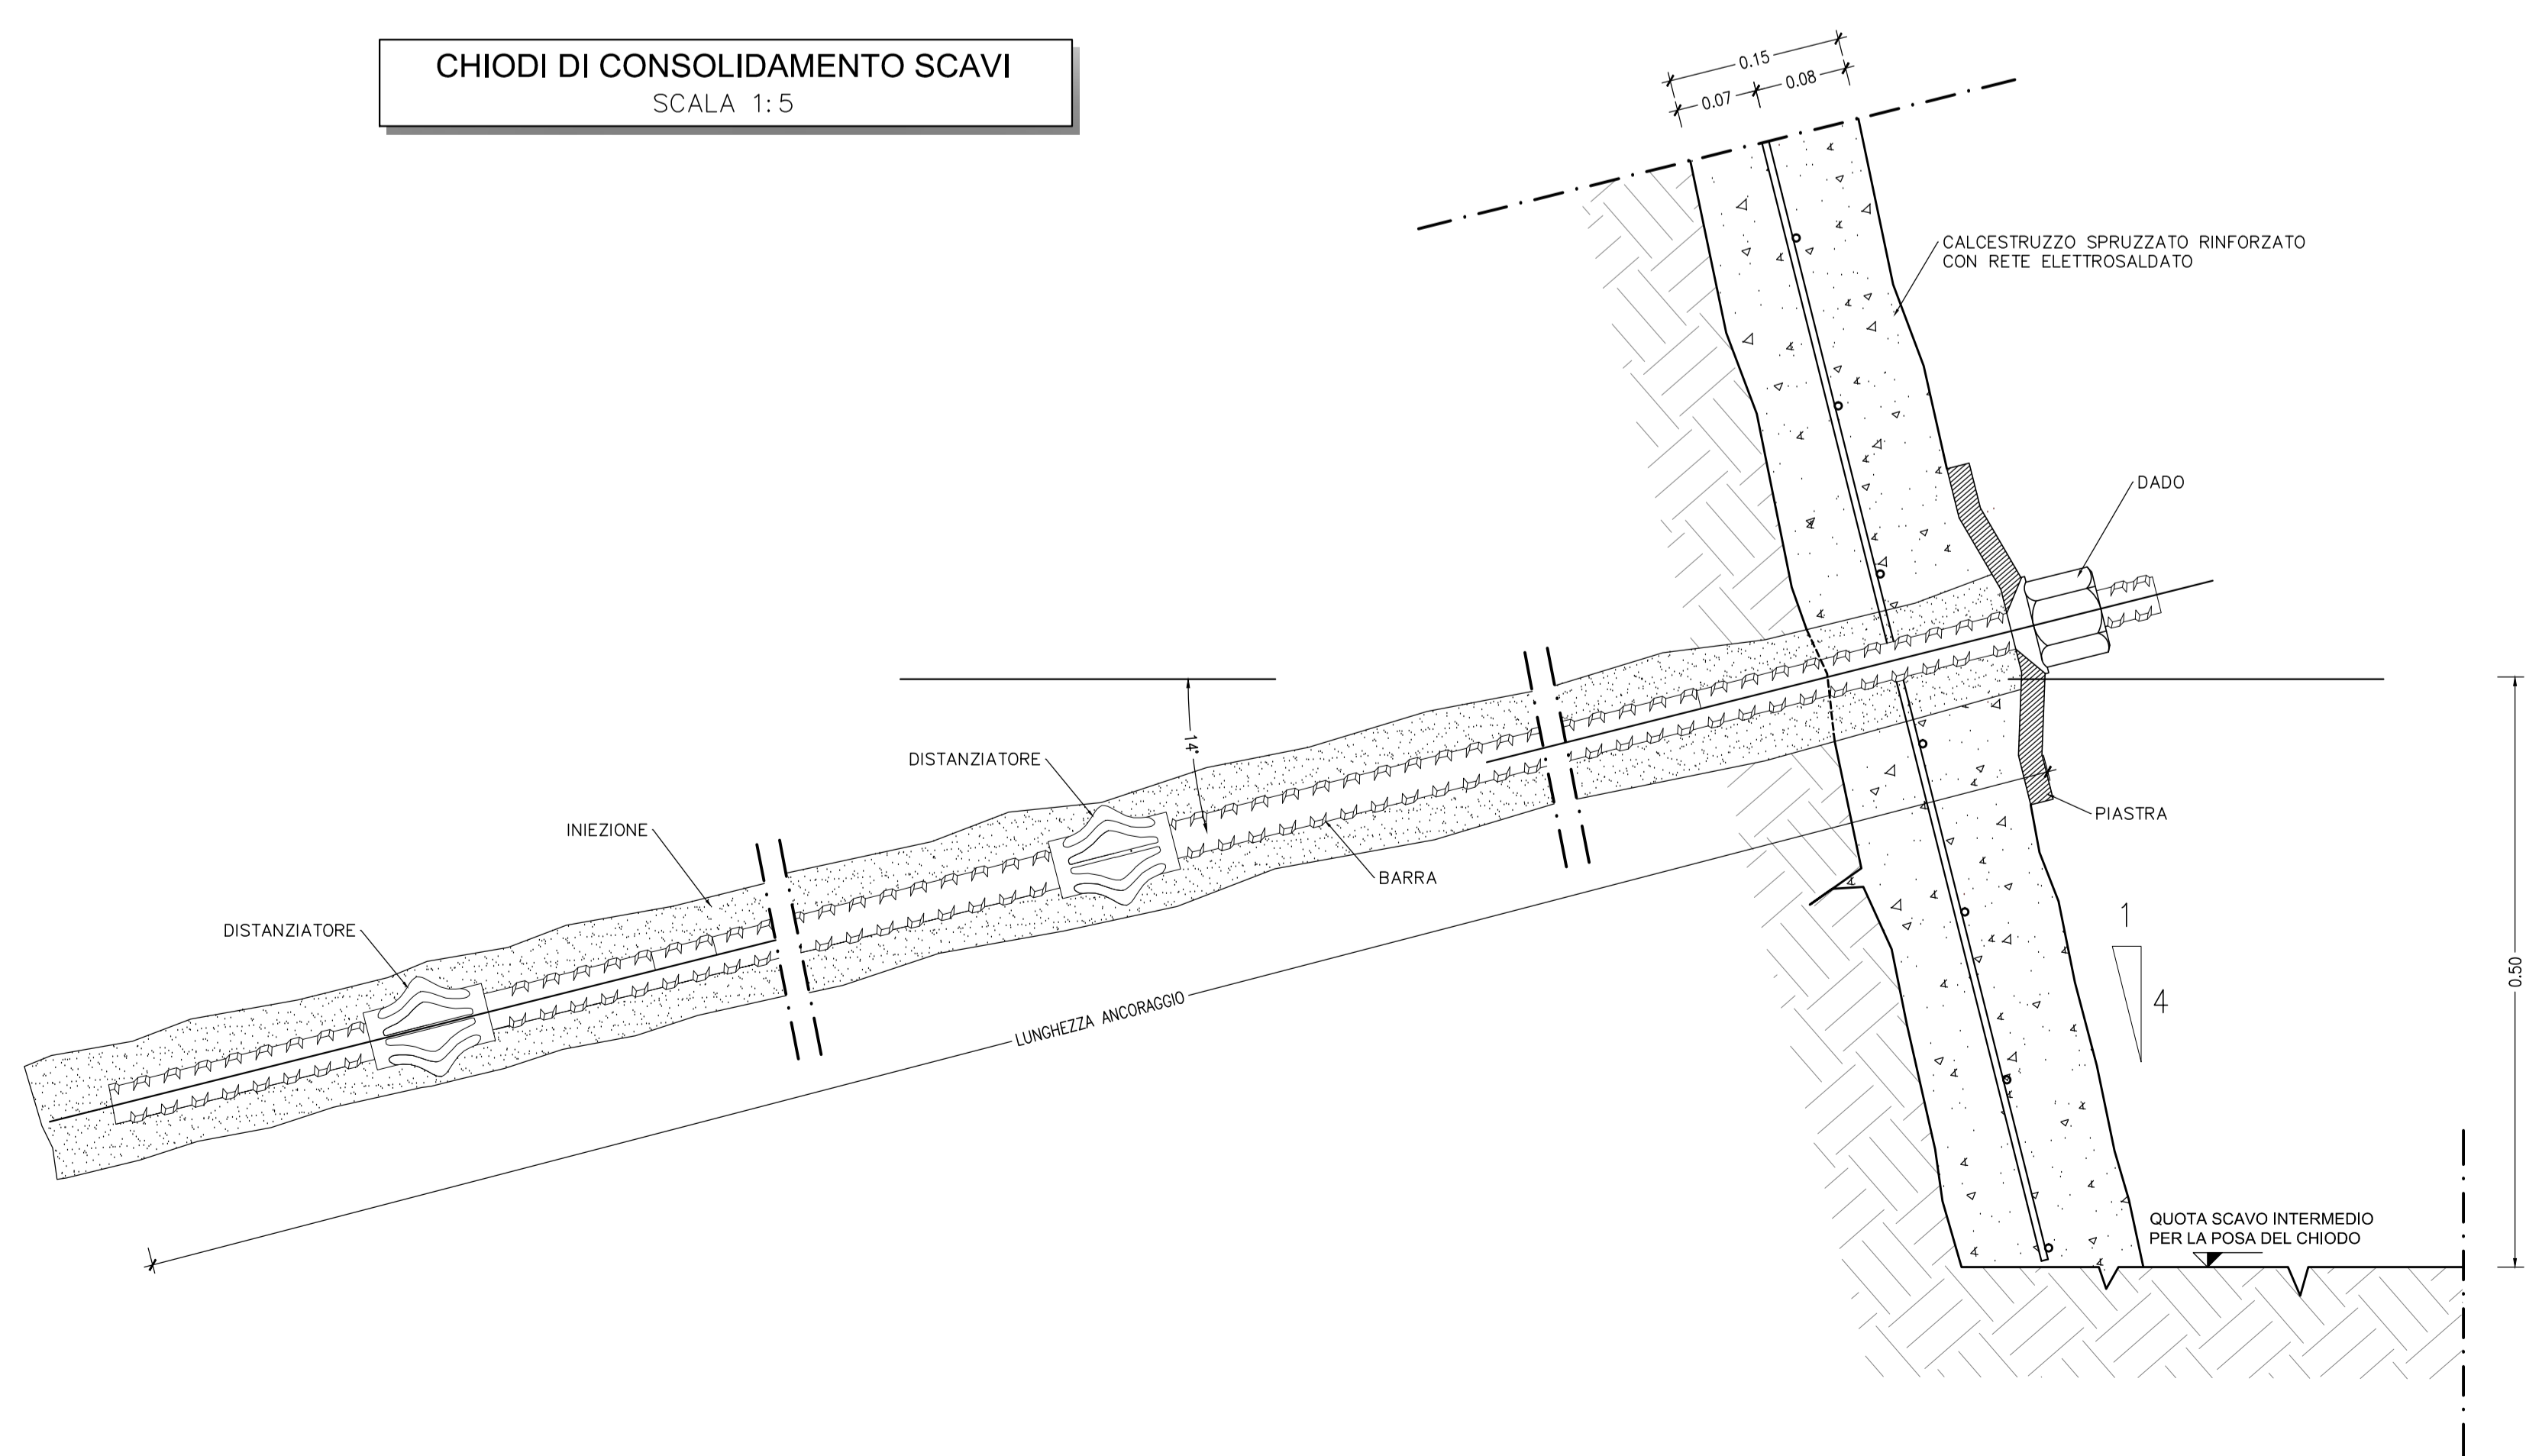 CHIODI DI CONSOLIDAMENTO SCAVI
SCALA 1:5
0.15
0.07
0.08
CALCESTRUZZO SPRUZZATO RINFORZATO
CON RETE ELETTROSALDATO
DADO
14°
DISTANZIATORE
INIEZIONE
PIASTRA
BARRA
DISTANZIATORE
1
4
0.50
LUNGHEZZA ANCORAGGIO
QUOTA SCAVO INTERMEDIO
PER LA POSA DEL CHIODO